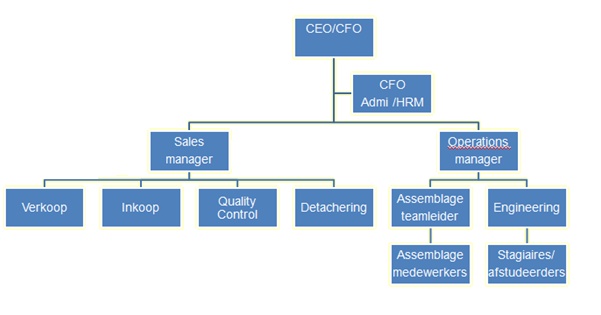 CEO/CFO
CFO
Admi /HRM
Sales
manager
Operations
manager
Verkoop
Inkoop
Quality
Control
Detachering
Assemblage
teamleider
Engineering
Assemblage
medewerkers
Stagiaires/
afstudeerders